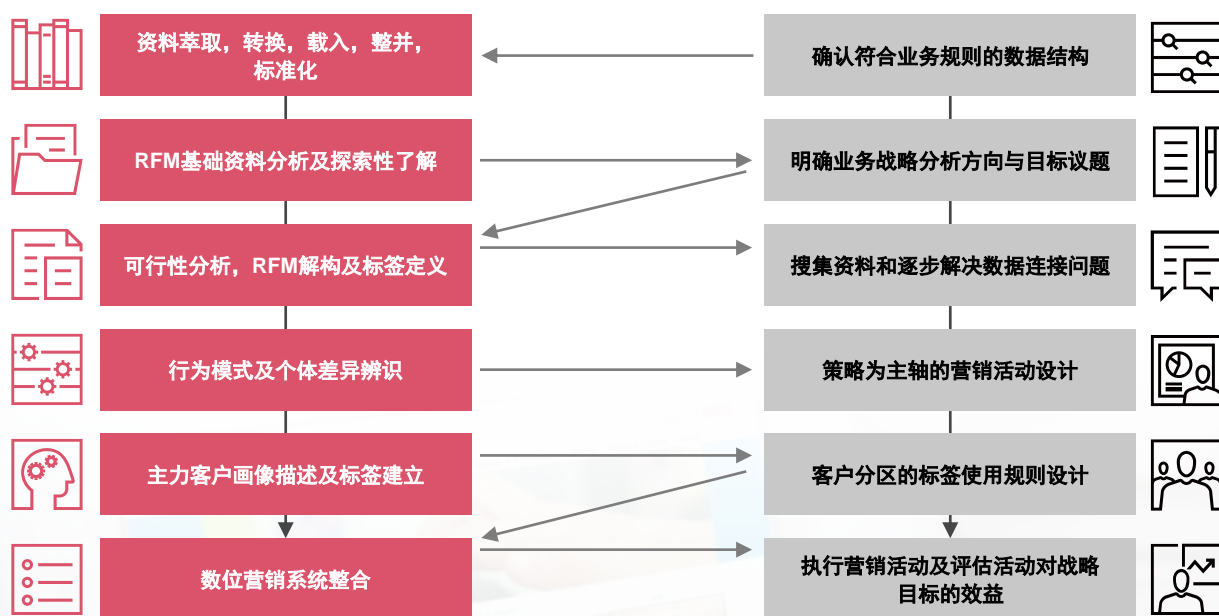 资料萃取，转换，载入，整并，
标准化
确认符合业务规则的数据结构
RFM基础资料分析及探索性了解
明确业务战略分析方向与目标议题
可行性分析，RFM解构及标签定义
搜集资料和逐步解决数据连接问题
行为模式及个体差异辨识
策略为主轴的营销活动设计
主力客户画像描述及标签建立
客户分区的标签使用规则设计
数位营销系统整合
执行营销活动及评估活动对战略
目标的效益